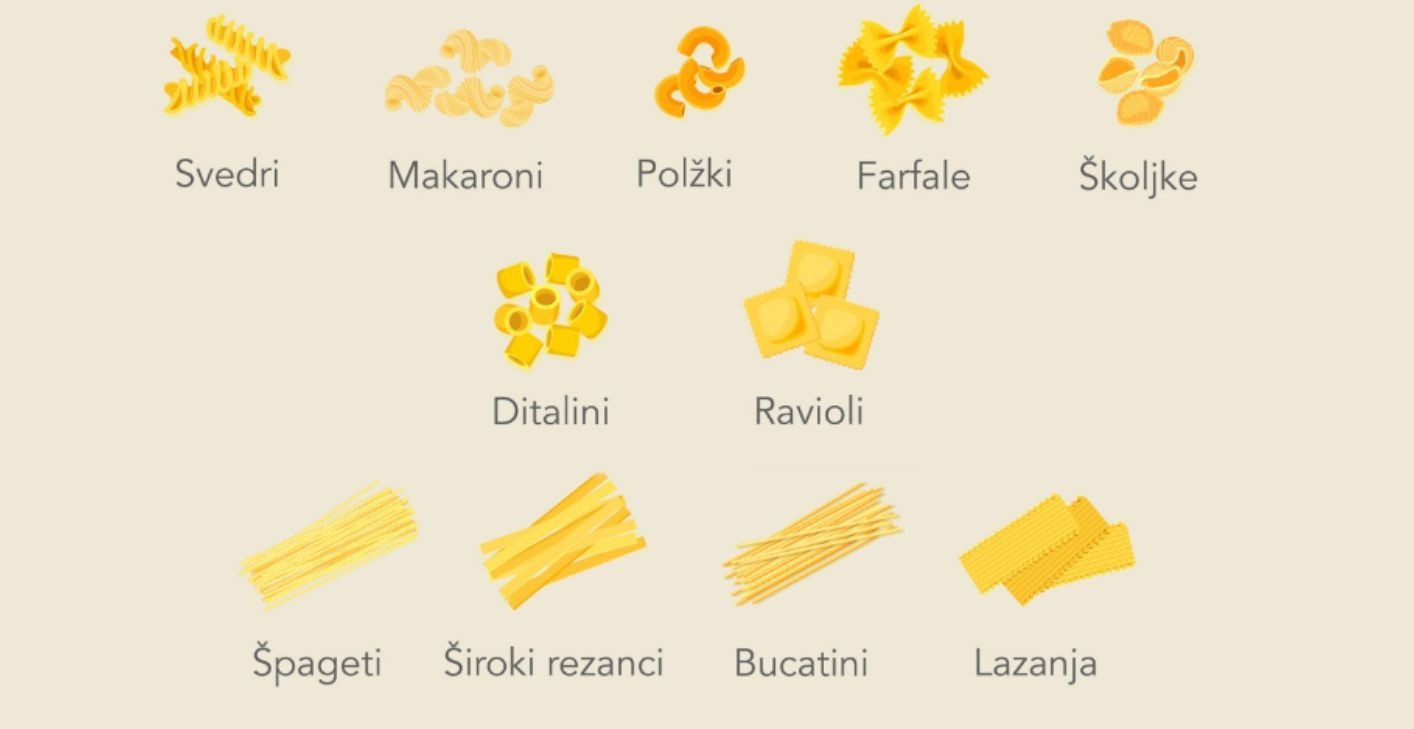 Svedri Makaroni Polžki Farfale Školjke
Ditalini Ravioli
Špageti Široki rezanci Bucatini Lazanja